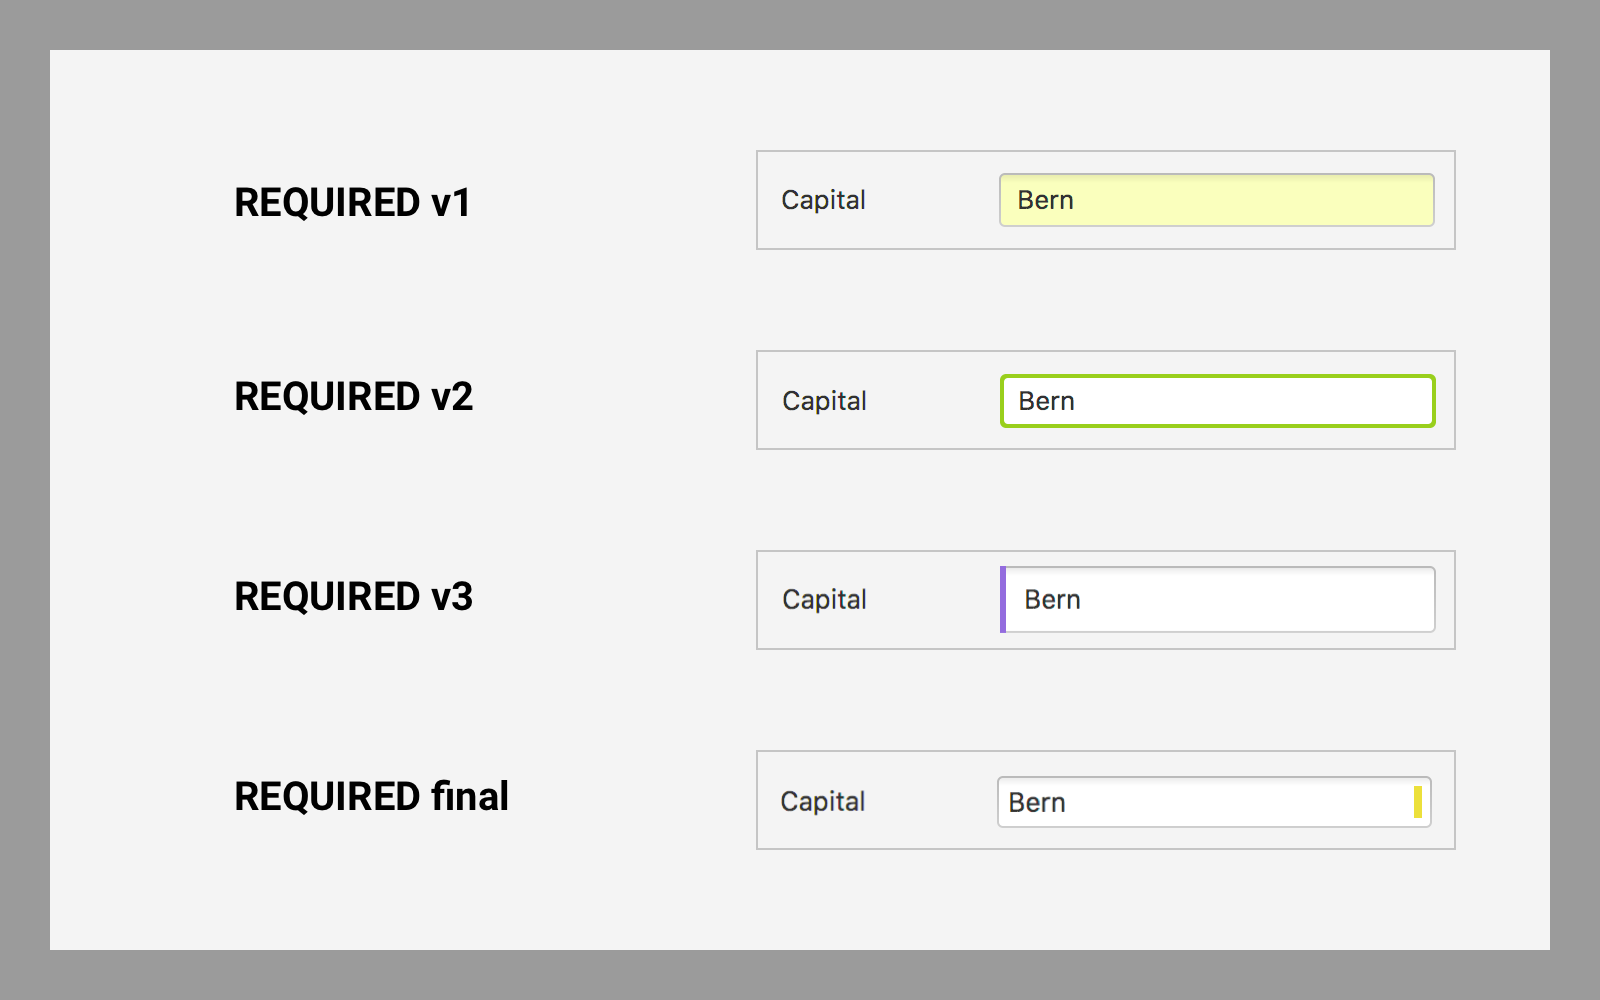 REQUIRED v1
Capital
Bern
REQUIRED v2
Capital
Bern
REQUIRED v3
Capital
Bern
REQUIRED final
Capital
Bern